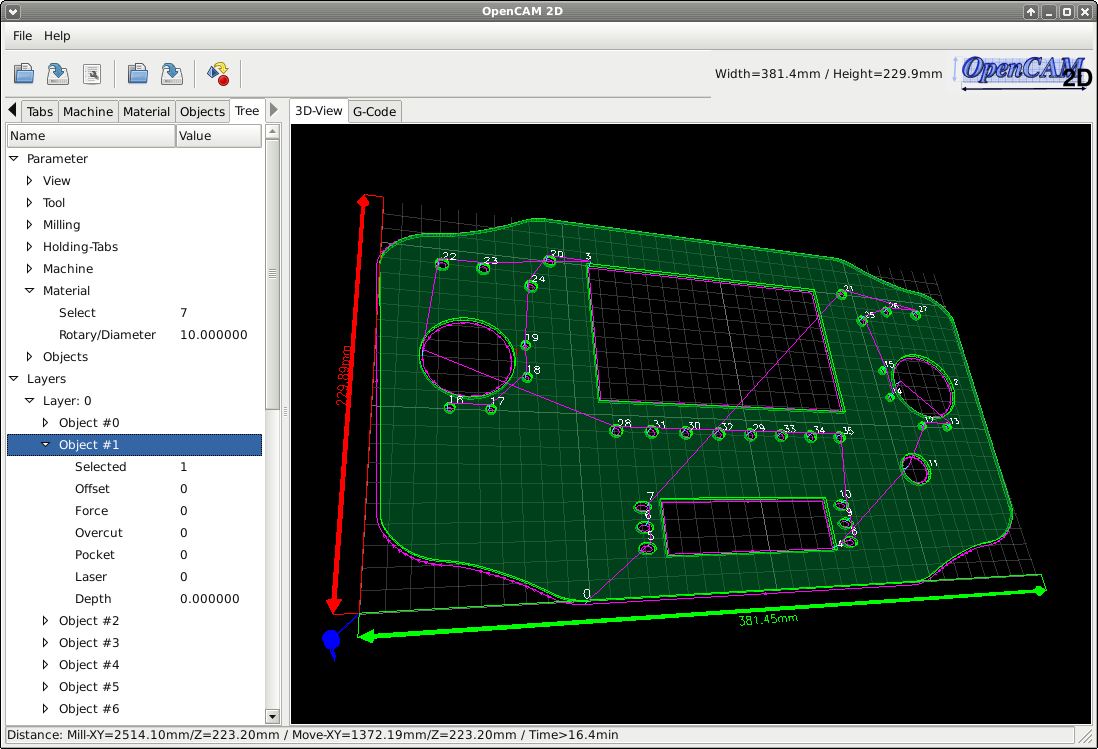 OpenCAM 2D
File Help
Width=381.4mm / Height=229.9mm
OpenCAM 2D
Tabs Machine Material Objects Tree
3D-View G-Code
Name Value
Parameter
View
Tool
Milling
Holding-Tabs
Machine
Material
Select 7
Rotary/Diameter 10.000000
Objects
Layers
Layer: 0
Object #0
Object #1
Selected 1
Offset 0
Force 0
Overcut 0
Pocket 0
Laser 0
Depth 0.000000
Object #2
Object #3
Object #4
Object #5
Object #6
22 23 20 3
24
21 26 27
25
19
18
15 2
14
16 17
28 31 30 32 29 33 34 35
12 13
11
7 10
9
5 6
4
0
229.89mm
381.45mm
Distance: Mill-XY=2514.10mm/Z=223.20mm / Move-XY=1372.19mm/Z=223.20mm / Time>16.4min